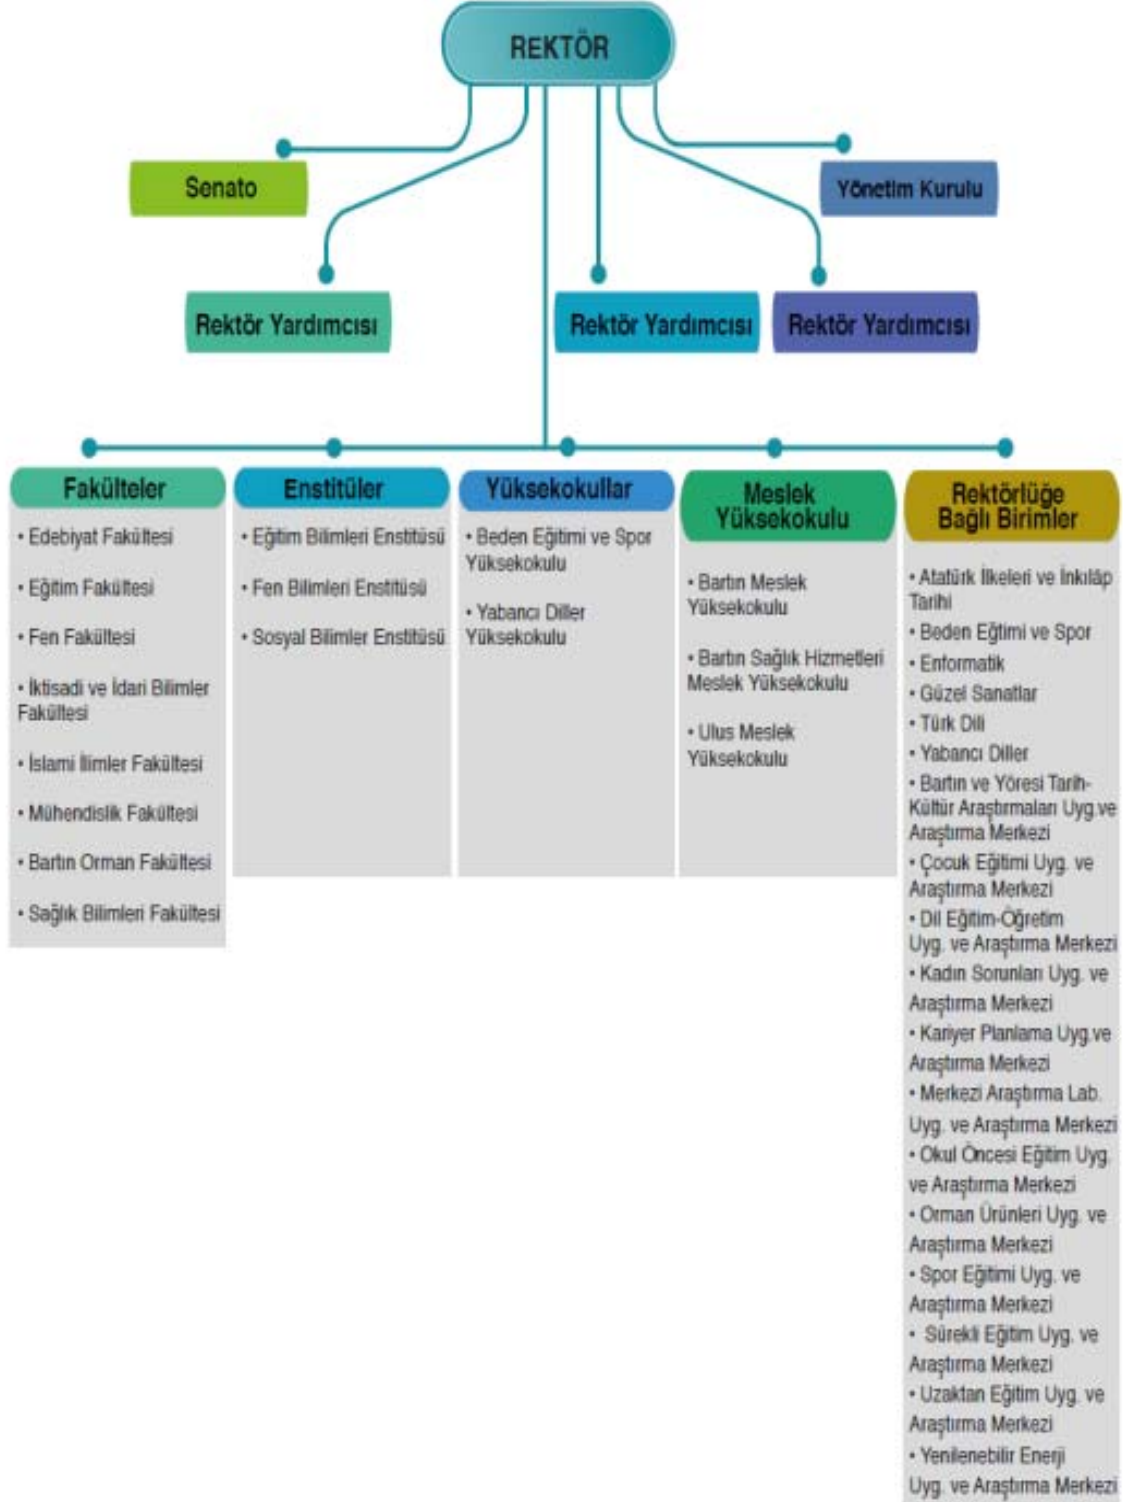 REKTÖR
Senato
Yönetim Kurulu
Rektör Yardımcısı
Rektör Yardımcısı
Rektör Yardımcısı
Fakülteler
• Edebiyat Fakültesi
• Eğitim Fakültesi
• Fen Fakültesi
• İktisadi ve İdari Bilimler
Fakültesi
• İslami İlimler Fakültesi
• Mühendislik Fakültesi
• Bartın Orman Fakültesi
• Sağlık Bilimleri Fakültesi
Enstitüler
• Eğitim Bilimleri Enstitüsü
• Fen Bilimleri Enstitüsü
• Sosyal Bilimler Enstitüsü
Yüksekokullar
• Beden Eğitimi ve Spor
Yüksekokulu
• Yabancı Diller
Yüksekokulu
Meslek
Yüksekokulu
• Bartın Meslek
Yüksekokulu
• Bartın Sağlık Hizmetleri
Meslek Yüksekokulu
• Ulus Meslek
Yüksekokulu
Rektörlüğe
Bağlı Birimler
• Atatürk İlkeleri ve İnkılâp
Tarihi
• Beden Eğtimi ve Spor
• Enformatik
• Güzel Sanatlar
• Türk Dili
• Yabancı Diller
• Bartın ve Yöresi Tarih-
Kültür Araştırmaları Uyg.ve
Araştırma Merkezi
• Çocuk Eğitimi Uyg. ve
Araştırma Merkezi
• Dil Eğitim-Öğretim
Uyg. ve Araştırma Merkezi
• Kadın Sorunları Uyg. ve
Araştırma Merkezi
• Kariyer Planlama Uyg.ve
Araştırma Merkezi
• Merkezi Araştırma Lab.
Uyg. ve Araştırma Merkezi
• Okul Öncesi Eğitim Uyg.
ve Araştırma Merkezi
• Orman Ürünleri Uyg. ve
Araştırma Merkezi
• Spor Eğitimi Uyg. ve
Araştırma Merkezi
• Sürekli Eğitim Uyg. ve
Araştırma Merkezi
• Uzaktan Eğitim Uyg. ve
Araştırma Merkezi
• Yenilenebilir Enerji
Uyg. ve Araştırma Merkezi